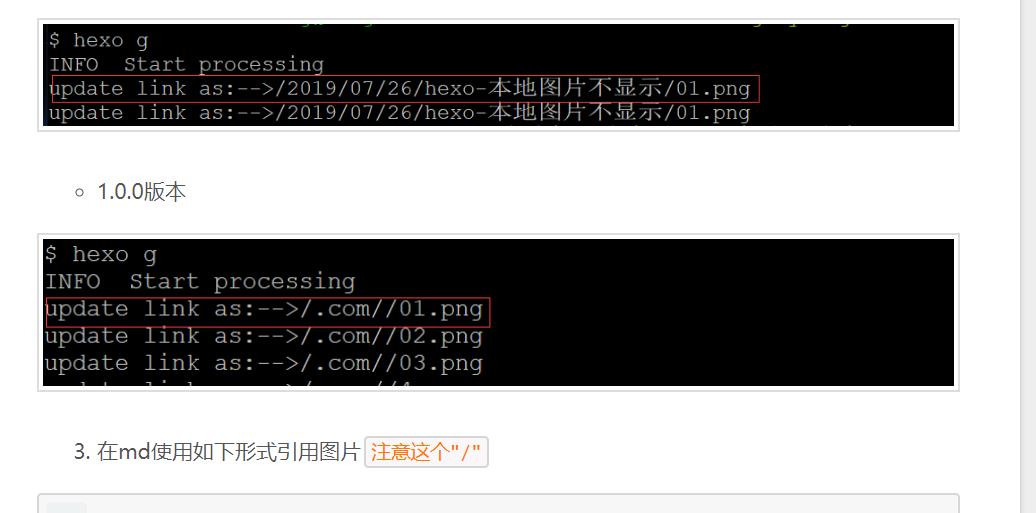 $ hexo g
INFO  Start processing
update link as:-->/2019/07/26/hexo-本地图片不显示/01.png
update link as:-->/2019/07/26/hexo-本地图片不显示/01.png
1.0.0版本
$ hexo g
INFO  Start processing
update link as:-->/.com//01.png
update link as:-->/.com//02.png
update link as:-->/.com//03.png
3. 在md使用如下形式引用图片 注意这个"/"